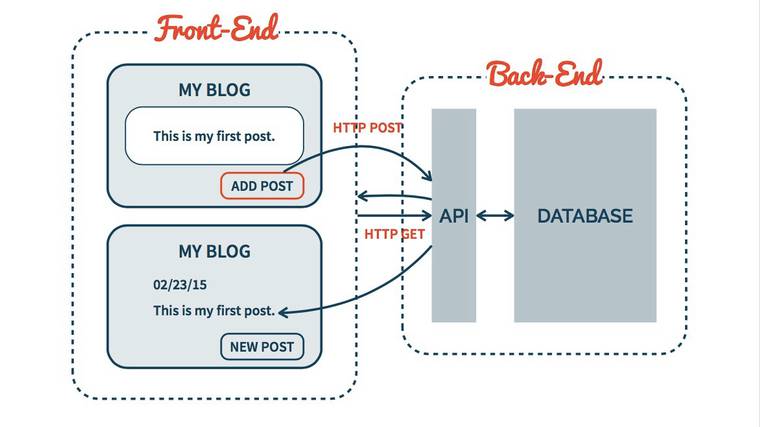 Front-End
MY BLOG
This is my first post.
ADD POST
HTTP POST
MY BLOG
02/23/15
This is my first post.
NEW POST
HTTP GET
Back-End
API
DATABASE